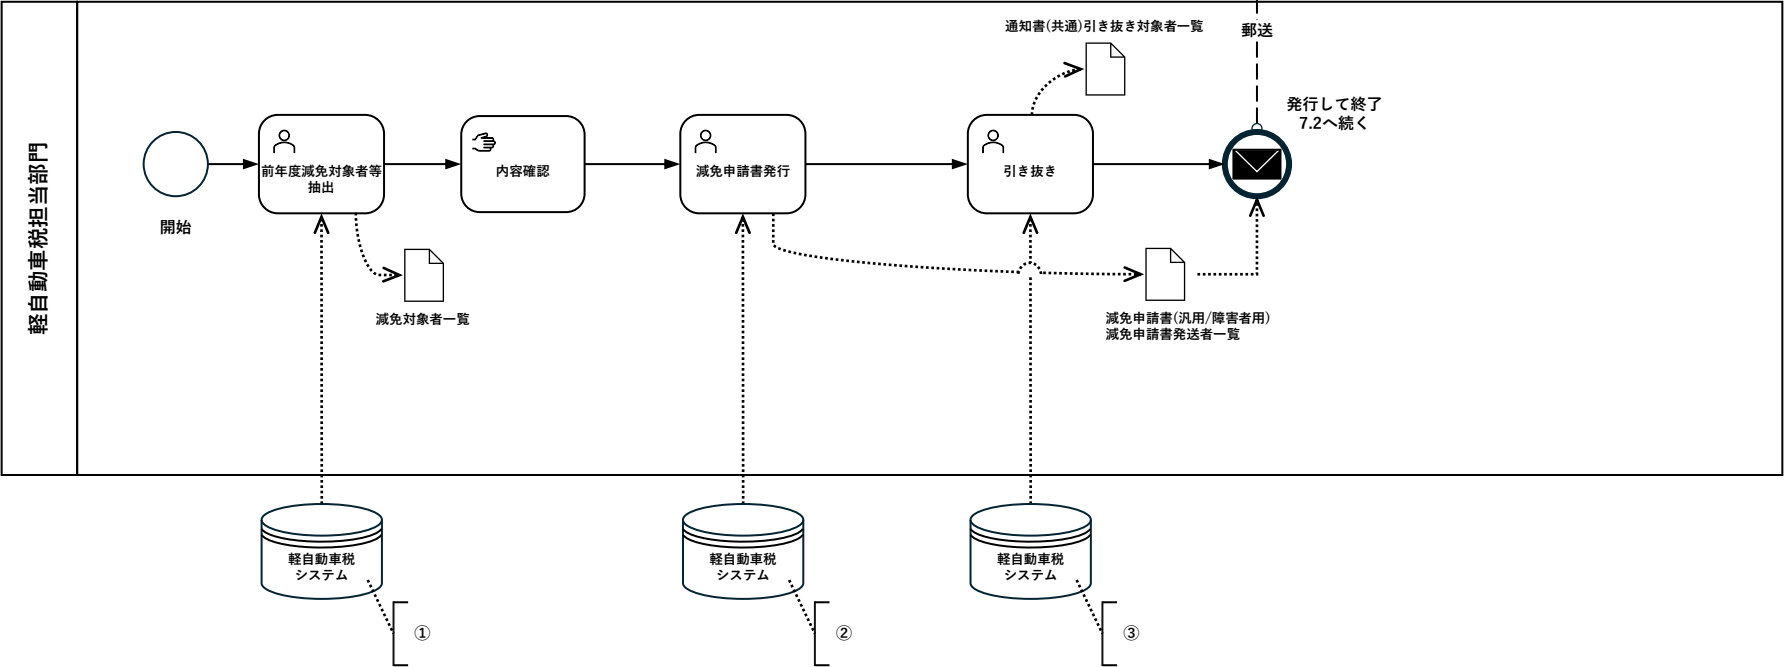 軽自動車税担当部門
通知書(共通)引き抜き対象者一覧
郵送
発行して終了
7.2へ続く
開始
前年度減免対象者等
抽出
内容確認
減免申請書発行
引き抜き
減免対象者一覧
減免申請書(汎用/障害者用)
減免申請書発送者一覧
軽自動車税
システム
①
軽自動車税
システム
②
軽自動車税
システム
③